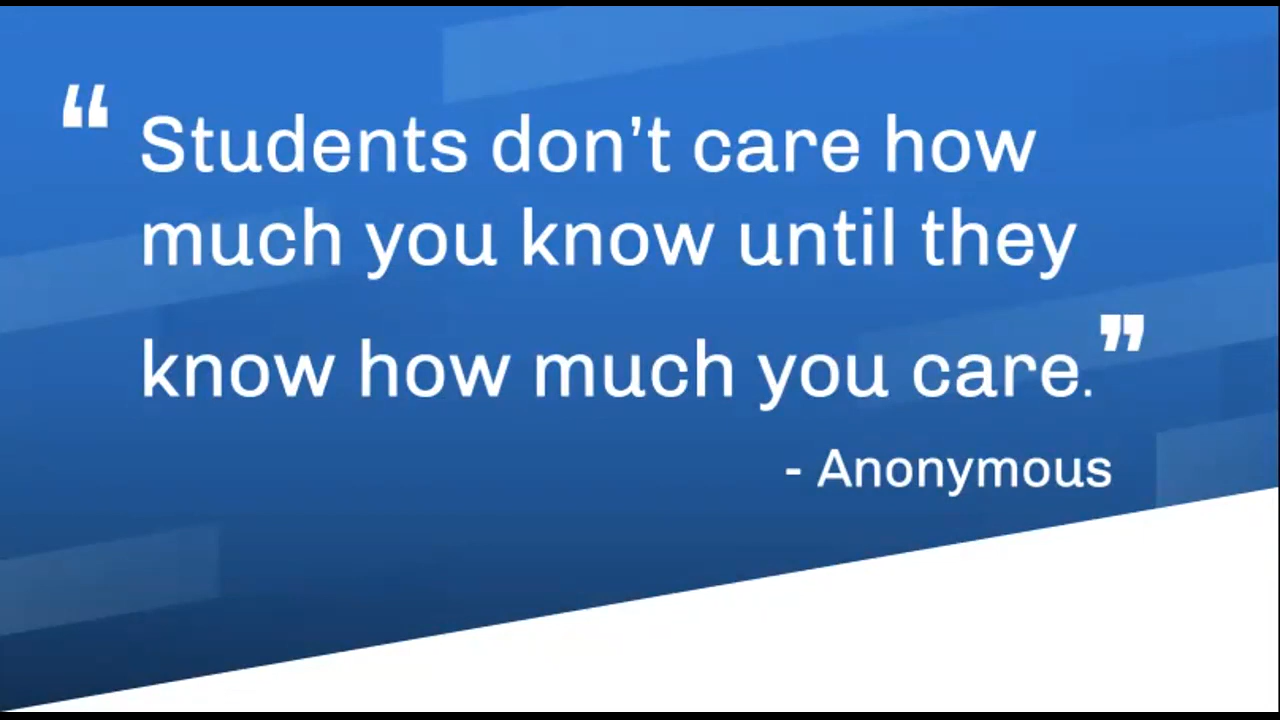 “Students don’t care how
much you know until they
know how much you care.”
- Anonymous